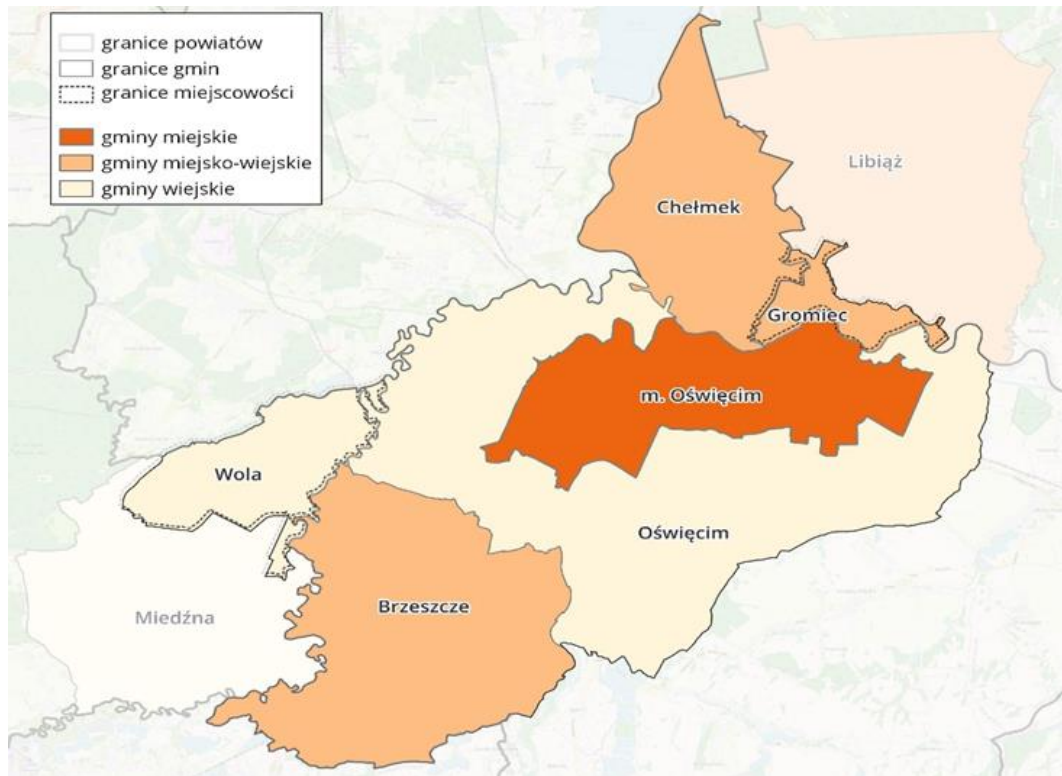 granice powiatów
granice gmin
granice miejscowości
gminy miejskie
gminy miejsko-wiejskie
gminy wiejskie
Libiąż
Chełmek
Gromiec
m. Oświęcim
Wola
Oświęcim
Brzeszcze
Miedźna